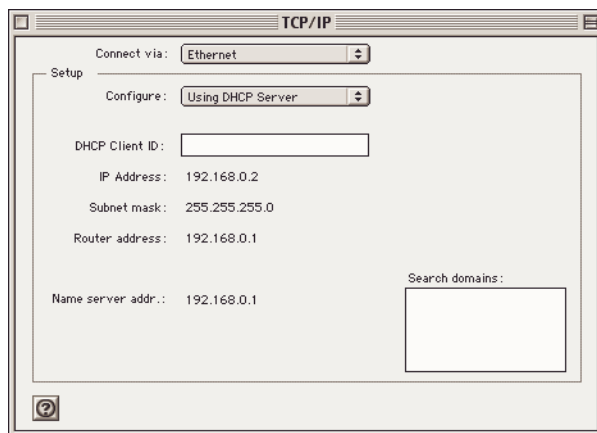 TCP/IP
Connect via: Ethernet
Setup
Configure: Using DHCP Server
DHCP Client ID:
IP Address: 192.168.0.2
Subnet mask: 255.255.255.0
Router address: 192.168.0.1
Search domains:
Name server addr.: 192.168.0.1
?